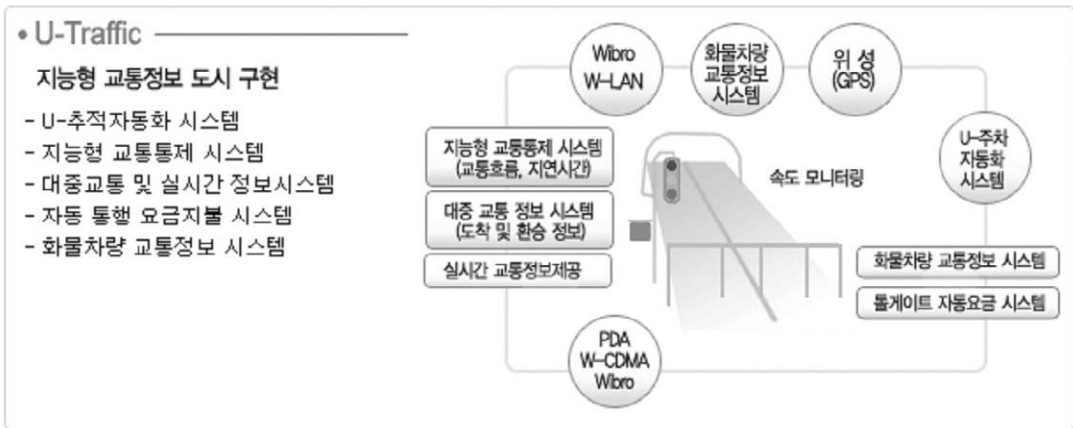 • U-Traffic
지능형 교통정보 도시 구현
- U-추적자동화 시스템
- 지능형 교통통제 시스템
- 대중교통 및 실시간 정보시스템
- 자동 통행 요금지불 시스템
- 화물차량 교통정보 시스템
Wibro
W-LAN
화물차량
교통정보
시스템
위 성
(GPS)
U-주차
자동화
시스템
지능형 교통통제 시스템
(교통흐름, 지연시간)
대중 교통 정보 시스템
(도착 및 환승 정보)
실시간 교통정보제공
속도 모니터링
화물차량 교통정보 시스템
톨게이트 자동요금 시스템
PDA
W-CDMA
Wibro